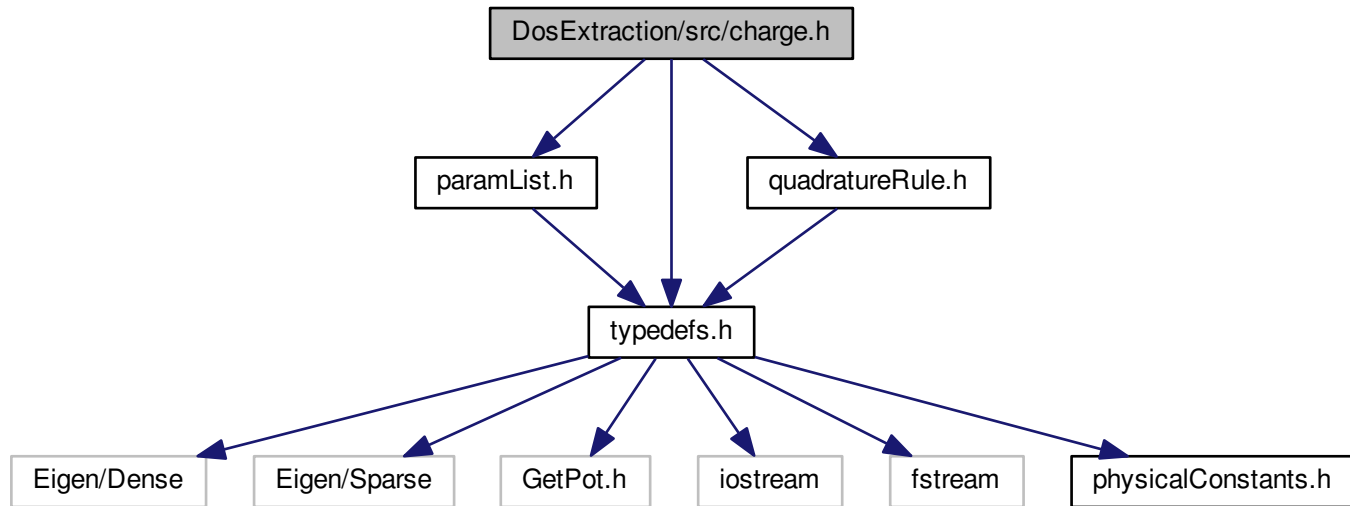 DosExtraction/src/charge.h
paramList.h
quadratureRule.h
typedefs.h
Eigen/Dense
Eigen/Sparse
GetPot.h
iostream
fstream
physicalConstants.h